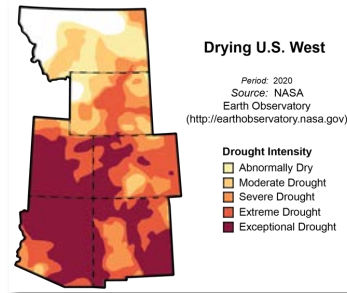 Drying U.S. West
Period: 2020
Source: NASA
Earth Observatory
(http://earthobservatory.nasa.gov)
Drought Intensity
Abnormally Dry
Moderate Drought
Severe Drought
Extreme Drought
Exceptional Drought